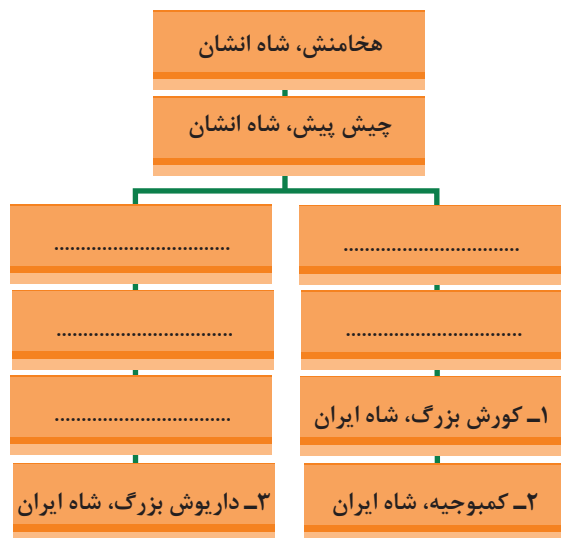 هخامنش، شاه انشان
چیش پیش، شاه انشان
.................................
.................................
.................................
.................................
۱ـ کورش بزرگ، شاه ایران
.................................
۲ـ کمبوجیه، شاه ایران
۳ـ داریوش بزرگ، شاه ایران